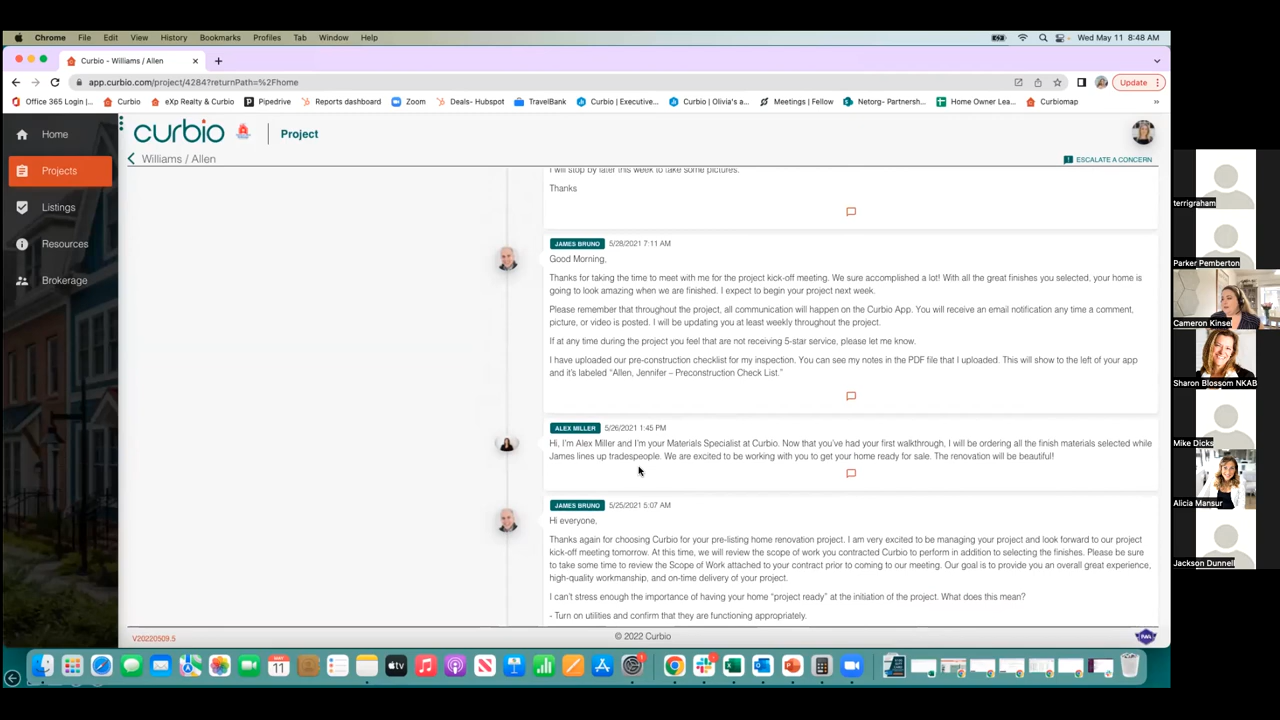 Chrome File Edit View History Bookmarks Profiles Tab Window Help
Wed May 11 8:48 AM
Curbio - Williams / Allen
app.curbio.com/project/4284?returnPath=%2Fhome
Update
Office 365 Login |... Curbio eXp Realty & Curbio Pipedrive Reports dashboard Zoom Deals- Hubspot TravelBank Curbio | Executive... Curbio | Olivia's a... Meetings | Fellow Netorg- Partnersh... Home Owner Lea... Curbiomap
Home
Projects
Listings
Resources
Brokerage
curbio Project
Williams / Allen
ESCALATE A CONCERN
I will stop by later this week to take some pictures.
Thanks
JAMES BRUNO 5/28/2021 7:11 AM
Good Morning,
Thanks for taking the time to meet with me for the project kick-off meeting. We sure accomplished a lot! With all the great finishes you selected, your home is
going to look amazing when we are finished. I expect to begin your project next week.
Please remember that throughout the project, all communication will happen on the Curbio App. You will receive an email notification any time a comment,
picture, or video is posted. I will be updating you at least weekly throughout the project.
If at any time during the project you feel that are not receiving 5-star service, please let me know.
I have uploaded our pre-construction checklist for my inspection. You can see my notes in the PDF file that I uploaded. This will show to the left of your app
and it's labeled "Allen, Jennifer – Preconstruction Check List."
ALEX MILLER 5/26/2021 1:45 PM
Hi, I'm Alex Miller and I'm your Materials Specialist at Curbio. Now that you've had your first walkthrough, I will be ordering all the finish materials selected while
James lines up tradespeople. We are excited to be working with you to get your home ready for sale. The renovation will be beautiful!
JAMES BRUNO 5/25/2021 5:07 AM
Hi everyone,
Thanks again for choosing Curbio for your pre-listing home renovation project. I am very excited to be managing your project and look forward to our project
kick-off meeting tomorrow. At this time, we will review the scope of work you contracted Curbio to perform in addition to selecting the finishes. Please be sure
to take some time to review the Scope of Work attached to your contract prior to coming to our meeting. Our goal is to provide you an overall great experience,
high-quality workmanship, and on-time delivery of your project.
I can't stress enough the importance of having your home "project ready" at the initiation of the project. What does this mean?
- Turn on utilities and confirm that they are functioning appropriately.
V20220509.5
© 2022 Curbio
terrigraham
Parker Pemberton
Cameron Kinsel
Sharon Blossom NKAB
Mike Dicks
Alicia Mansur
Jackson Dunnell